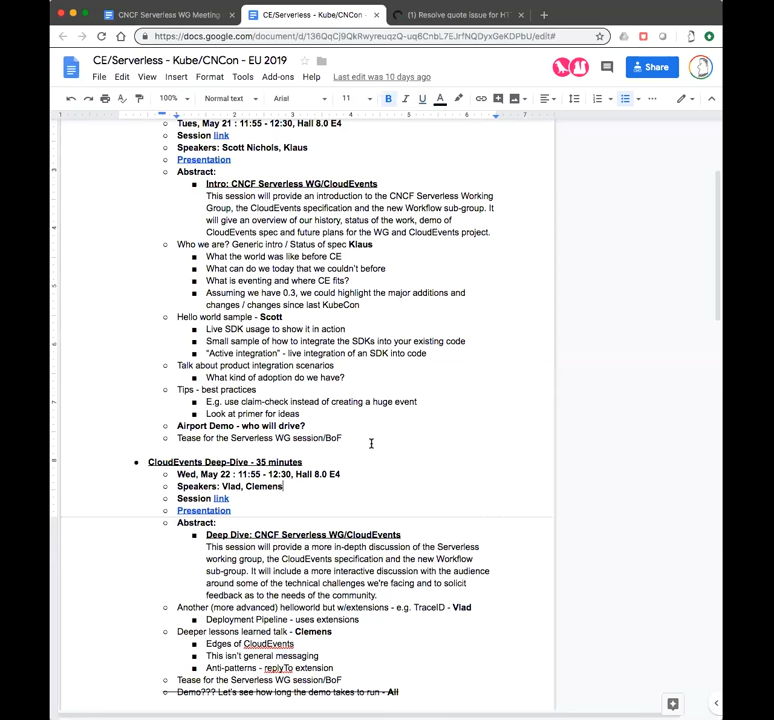 CNCF Serverless WG Meeting
CE/Serverless - Kube/CNCon -
(1) Resolve quote issue for HT
https://docs.google.com/document/d/136QqCj9QkRwyreuqzQ-uq6CnbL7EJrfNQDyxGeKDPbU/edit#
CE/Serverless - Kube/CNCon - EU 2019
File Edit View Insert Format Tools Add-ons Help Last edit was 10 days ago
Share
100% Normal text Arial 11
Tues, May 21 : 11:55 - 12:30, Hall 8.0 E4
Session link
Speakers: Scott Nichols, Klaus
Presentation
Abstract:
Intro: CNCF Serverless WG/CloudEvents
This session will provide an introduction to the CNCF Serverless Working
Group, the CloudEvents specification and the new Workflow sub-group. It
will give an overview of our history, status of the work, demo of
CloudEvents spec and future plans for the WG and CloudEvents project.
Who we are? Generic intro / Status of spec Klaus
What the world was like before CE
What can do we today that we couldn't before
What is eventing and where CE fits?
Assuming we have 0.3, we could highlight the major additions and
changes / changes since last KubeCon
Hello world sample - Scott
Live SDK usage to show it in action
Small sample of how to integrate the SDKs into your existing code
"Active integration" - live integration of an SDK into code
Talk about product integration scenarios
What kind of adoption do we have?
Tips - best practices
E.g. use claim-check instead of creating a huge event
Look at primer for ideas
Airport Demo - who will drive?
Tease for the Serverless WG session/BoF
CloudEvents Deep-Dive - 35 minutes
Wed, May 22 : 11:55 - 12:30, Hall 8.0 E4
Speakers: Vlad, Clemens
Session link
Presentation
Abstract:
Deep Dive: CNCF Serverless WG/CloudEvents
This session will provide a more in-depth discussion of the Serverless
working group, the CloudEvents specification and the new Workflow
sub-group. It will include a more interactive discussion with the audience
around some of the technical challenges we're facing and to solicit
feedback as to the needs of the community.
Another (more advanced) helloworld but w/extensions - e.g. TraceID - Vlad
Deployment Pipeline - uses extensions
Deeper lessons learned talk - Clemens
Edges of CloudEvents
This isn't general messaging
Anti-patterns - replyTo extension
Tease for the Serverless WG session/BoF
Demo??? Let's see how long the demo takes to run - All